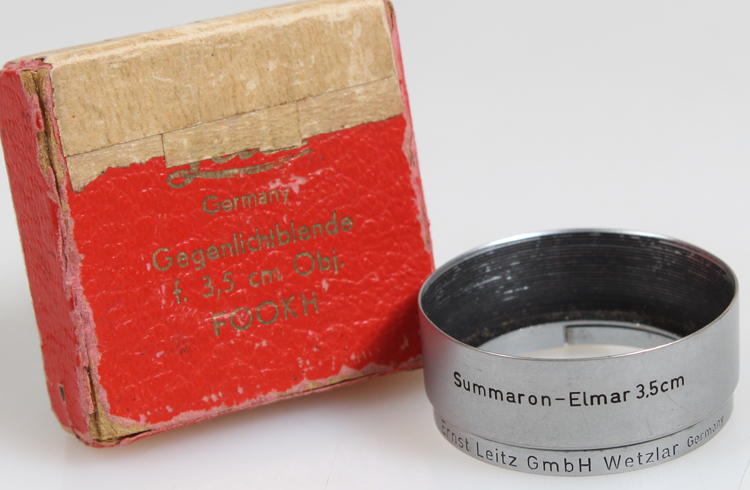 Germany
Gegenlichtblende
f. 3,5 cm Obj.
FOOKH
Summaron-Elmar 3,5cm
Ernst Leitz GmbH Wetzlar Germany